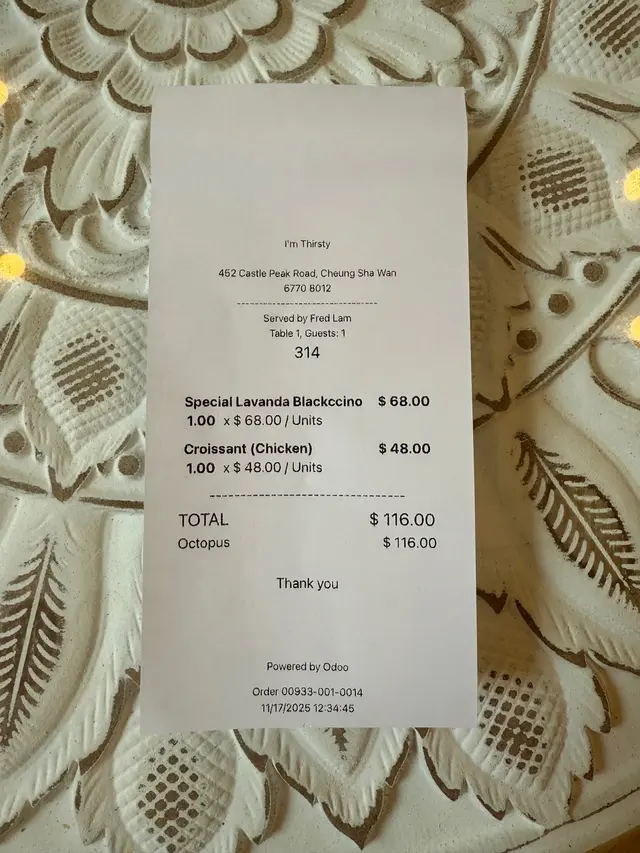 I'm Thirsty
452 Castle Peak Road, Cheung Sha Wan
6770 8012
--------------------------------------
Served by Fred Lam
Table 1, Guests: 1
314
Special Lavanda Blackccino $ 68.00
1.00 x $ 68.00 / Units
Croissant (Chicken) $ 48.00
1.00 x $ 48.00 / Units
--------------------------------------
TOTAL $ 116.00
Octopus $ 116.00
Thank you
Powered by Odoo
Order 00933-001-0014
11/17/2025 12:34:45